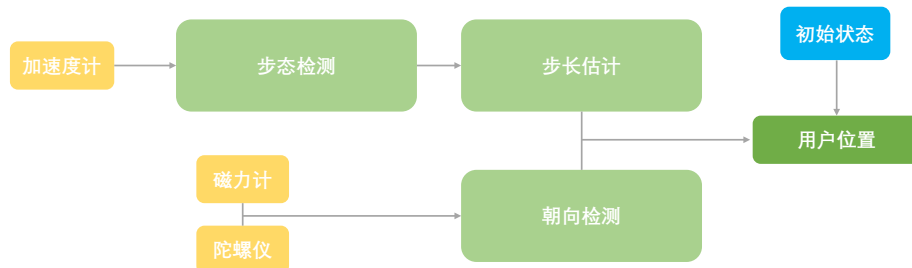 初始状态
加速度计
步态检测
步长估计
用户位置
磁力计
朝向检测
陀螺仪